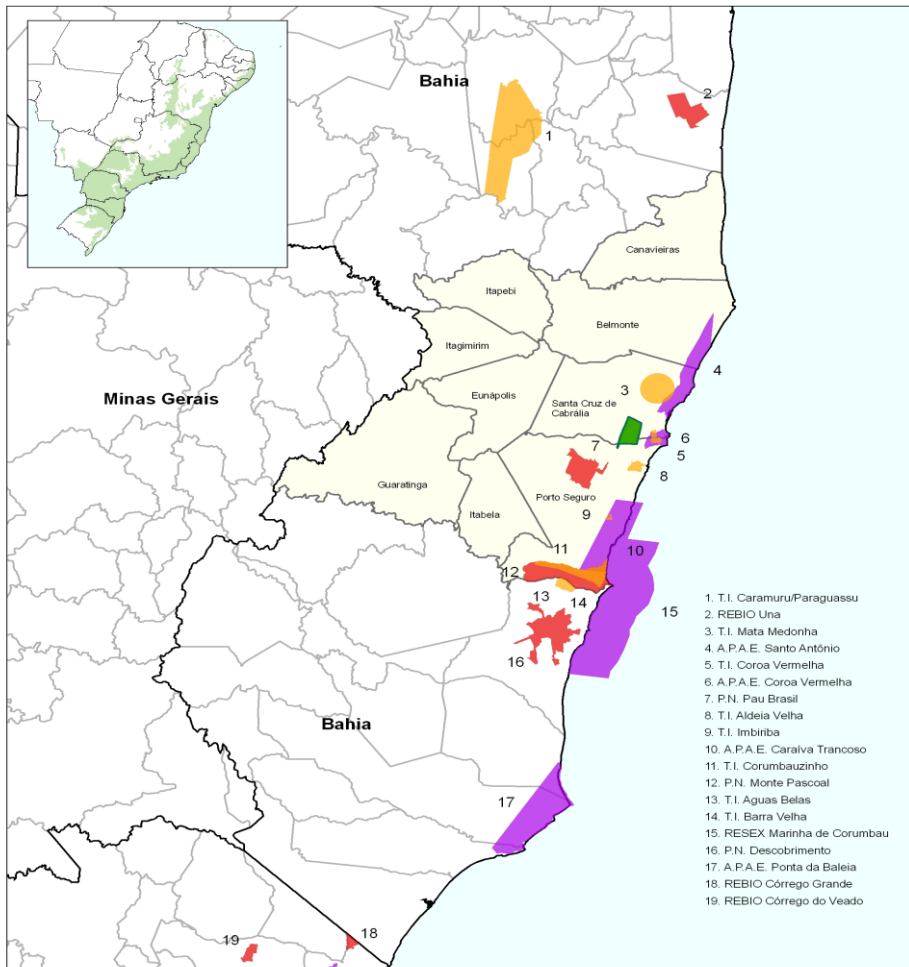 Bahia
2
1
Canavieiras
Itapebi
Belmonte
Itagimirim
4
Minas Gerais
Eunápolis
3
Santa Cruz de
Cabrália
6
7
5
8
Guaratinga
Porto Seguro
Itabela
9
11
10
12
13
14
15
16
Bahia
17
18
19
1. T.I. Caramuru/Paraguassu
2. REBIO Una
3. T.I. Mata Medonha
4. A.P.A.E. Santo Antônio
5. T.I. Coroa Vermelha
6. A.P.A.E. Coroa Vermelha
7. P.N. Pau Brasil
8. T.I. Aldeia Velha
9. T.I. Imbiriba
10. A.P.A.E. Caraíva Trancoso
11. T.I. Corumbauzinho
12. P.N. Monte Pascoal
13. T.I. Aguas Belas
14. T.I. Barra Velha
15. RESEX Marinha de Corumbau
16. P.N. Descobrimento
17. A.P.A.E. Ponta da Baleia
18. REBIO Córrego Grande
19. REBIO Córrego do Veado